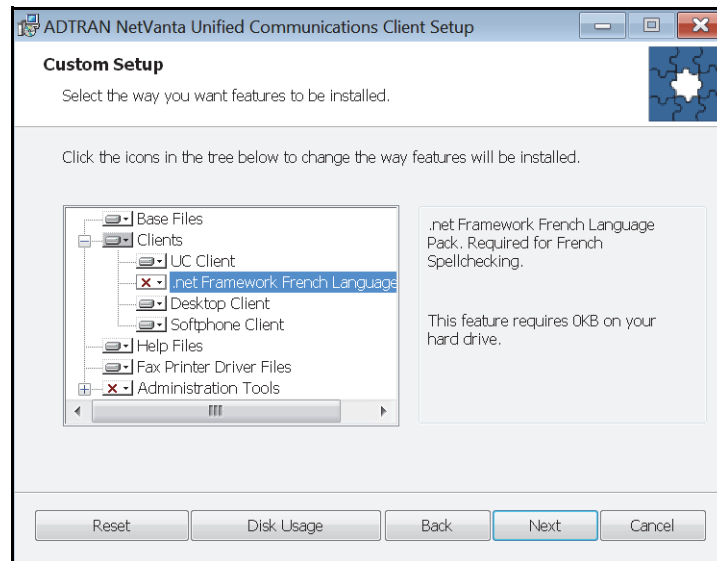 ADTRAN NetVanta Unified Communications Client Setup
Custom Setup
Select the way you want features to be installed.
Click the icons in the tree below to change the way features will be installed.
Base Files
Clients
UC Client
.net Framework French Language
Desktop Client
Softphone Client
Help Files
Fax Printer Driver Files
Administration Tools
.net Framework French Language
Pack. Required for French
Spellchecking.
This feature requires 0KB on your
hard drive.
Reset
Disk Usage
Back
Next
Cancel